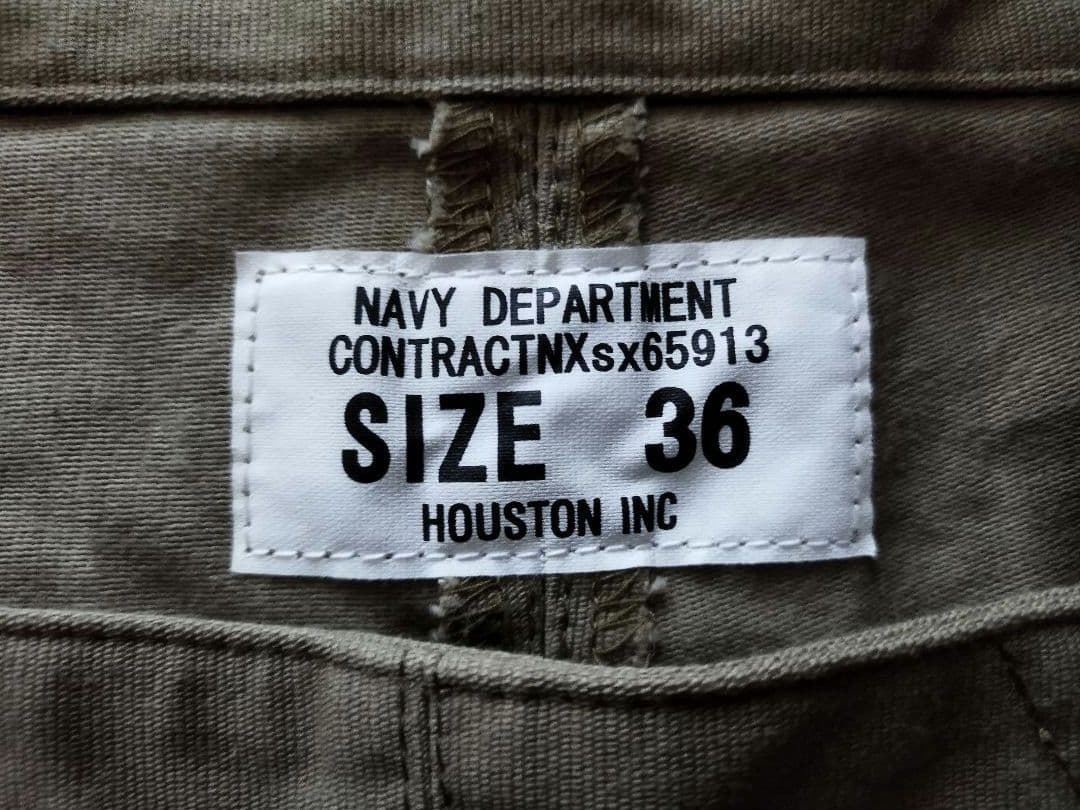 NAVY DEPARTMENT
CONTRACTNXsx65913
SIZE 36
HOUSTON INC